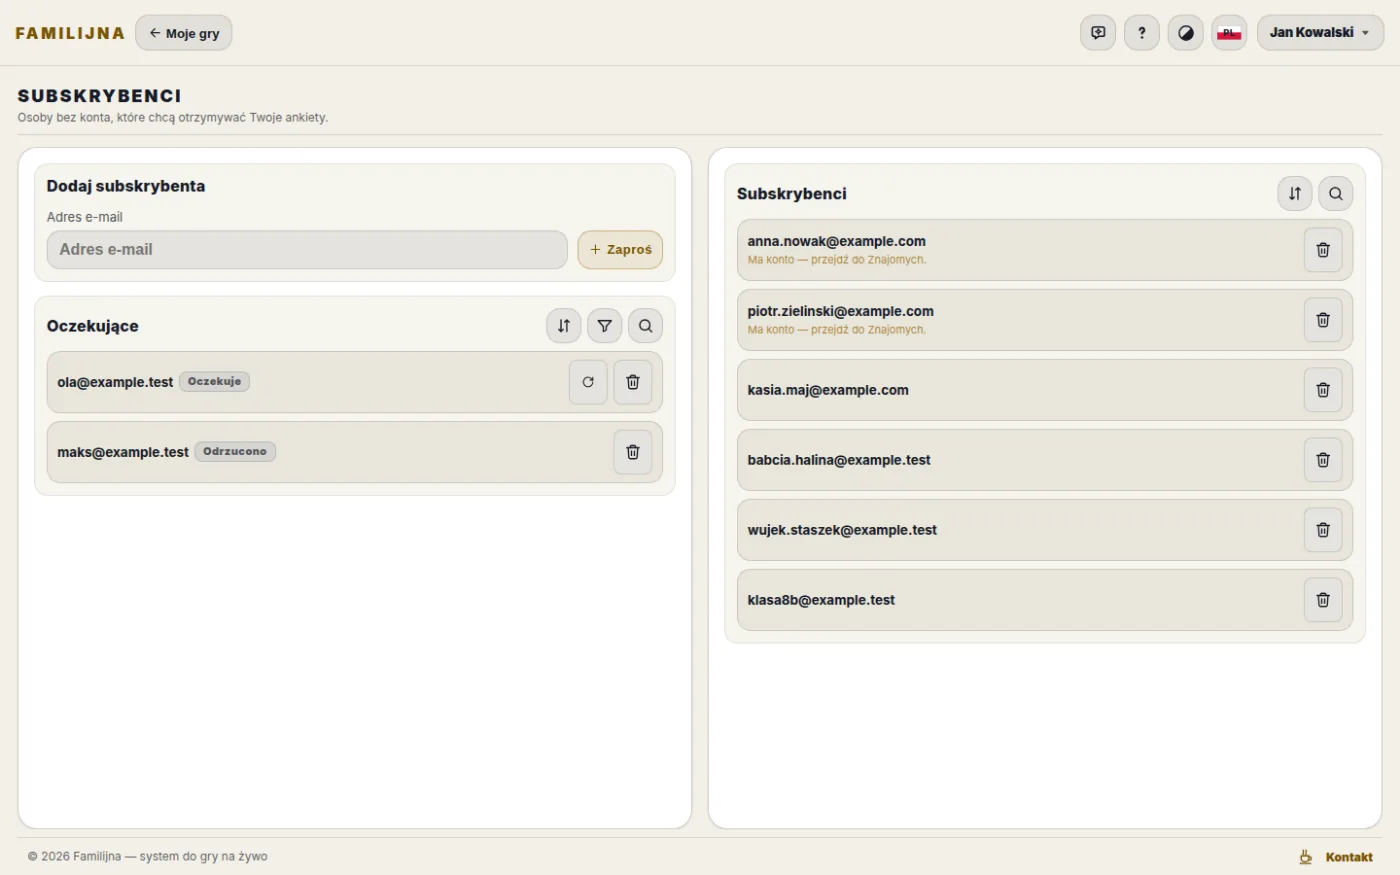 FAMILIJNA
← Moje gry
?
PL
Jan Kowalski
SUBSKRYBENCI
Osoby bez konta, które chcą otrzymywać Twoje ankiety.
Dodaj subskrybenta
Adres e-mail
Adres e-mail
+ Zaproś
Oczekujące
ola@example.test Oczekuje
maks@example.test Odrzucono
Subskrybenci
anna.nowak@example.com
Ma konto — przejdź do Znajomych.
piotr.zielinski@example.com
Ma konto — przejdź do Znajomych.
kasia.maj@example.com
babcia.halina@example.test
wujek.staszek@example.test
klasa8b@example.test
© 2026 Familijna — system do gry na żywo
Kontakt